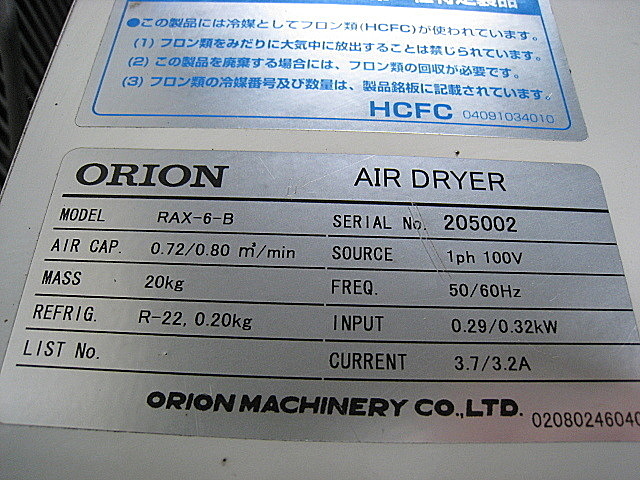 ●この製品には冷媒としてフロン類(HCFC)が使われています。
(1) フロン類をみだりに大気中に放出することは禁じられています。
(2) この製品を廃棄する場合には、フロン類の回収が必要です。
(3) フロン類の冷媒番号及び数量は、製品銘板に記載されています。
HCFC 04091034010
ORION AIR DRYER
MODEL RAX-6-B SERIAL No. 205002
AIR CAP. 0.72/0.80 m³/min SOURCE 1ph 100V
MASS 20kg FREQ. 50/60Hz
REFRIG. R-22, 0.20kg INPUT 0.29/0.32kW
LIST No. CURRENT 3.7/3.2A
ORION MACHINERY CO.,LTD. 0208024604